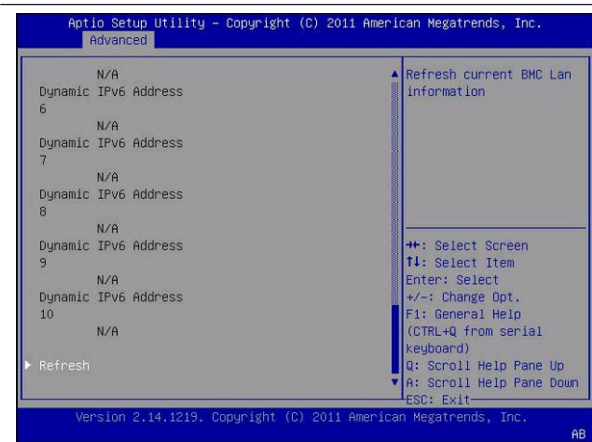 Aptio Setup Utility – Copyright (C) 2011 American Megatrends, Inc.
Advanced
N/A
Dynamic IPv6 Address
6
N/A
Dynamic IPv6 Address
7
N/A
Dynamic IPv6 Address
8
N/A
Dynamic IPv6 Address
9
N/A
Dynamic IPv6 Address
10
N/A
Refresh
Refresh current BMC Lan
information
→←: Select Screen
↑↓: Select Item
Enter: Select
+/-: Change Opt.
F1: General Help
(CTRL+Q from serial
keyboard)
Q: Scroll Help Pane Up
A: Scroll Help Pane Down
ESC: Exit
Version 2.14.1219. Copyright (C) 2011 American Megatrends, Inc.
AB